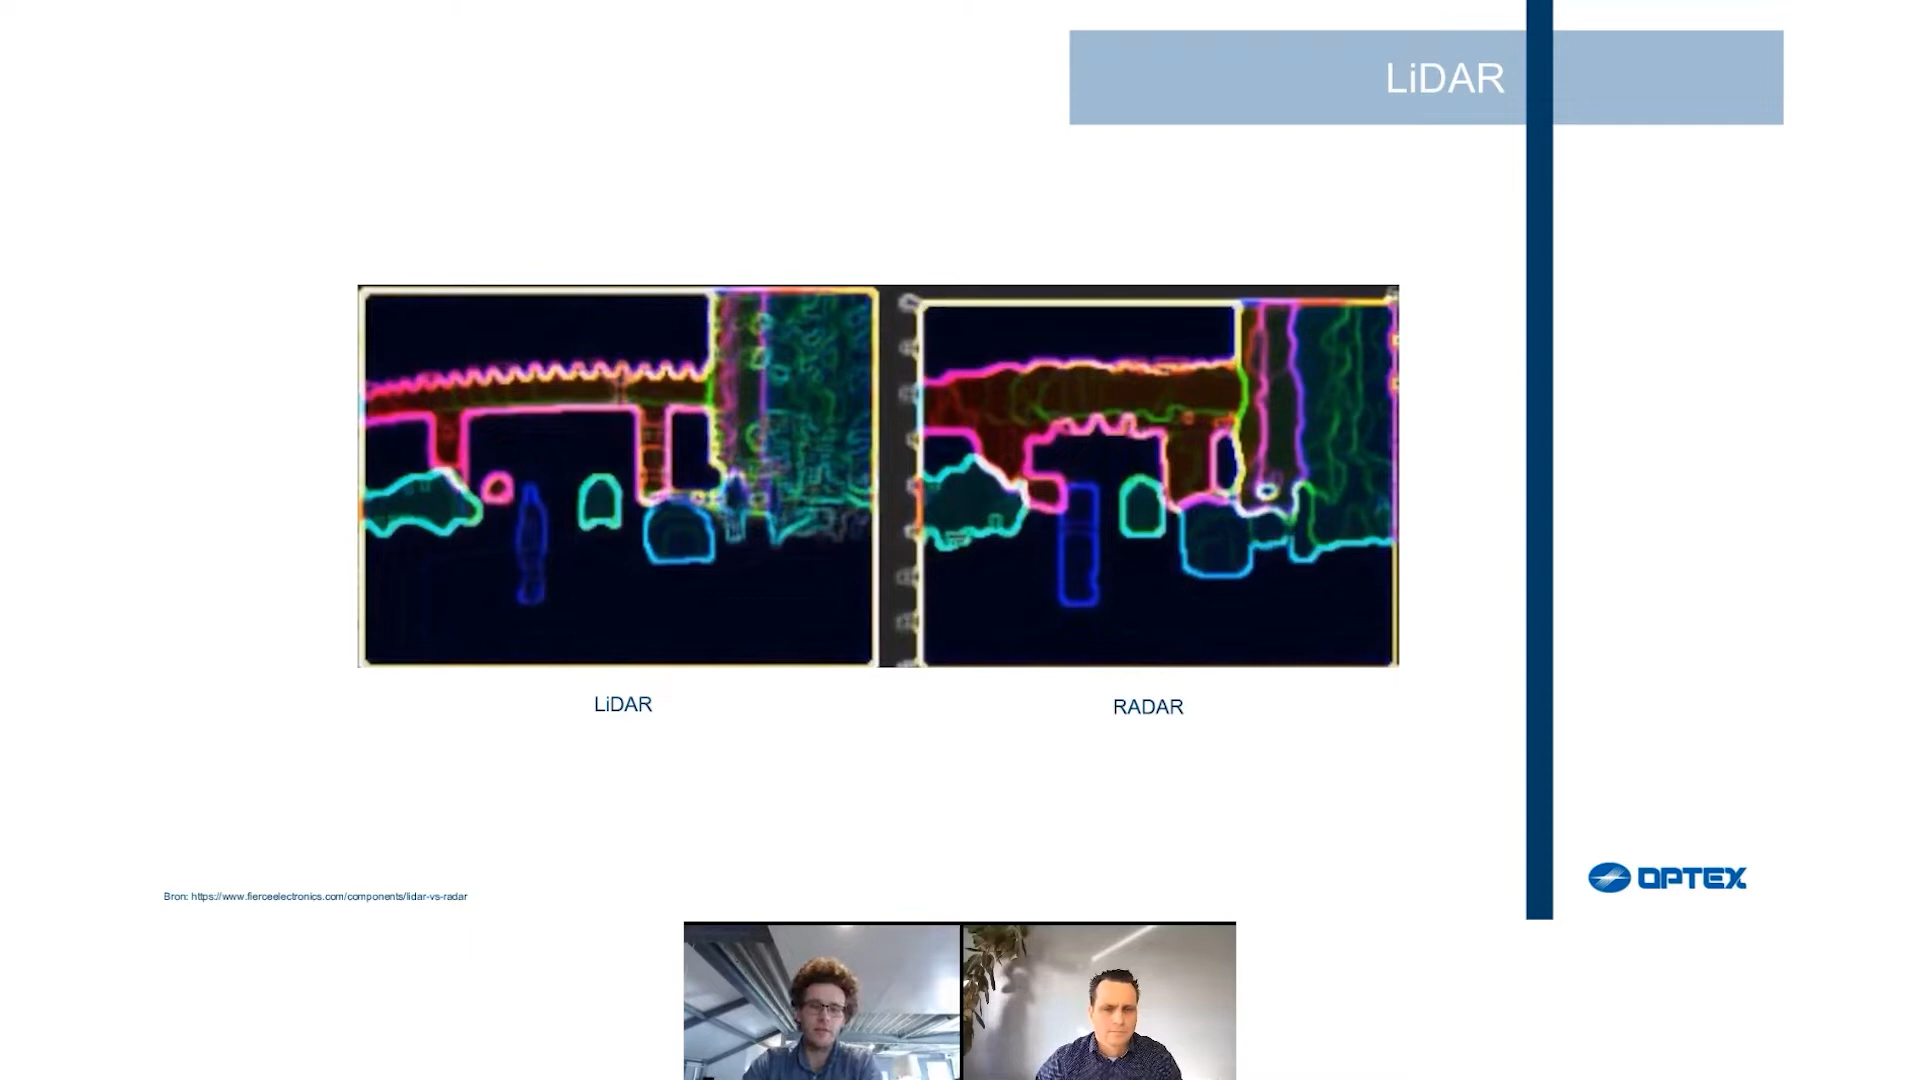 LiDAR
LiDAR
RADAR
Bron: https://www.fierceelectronics.com/components/lidar-vs-radar
OPTEX